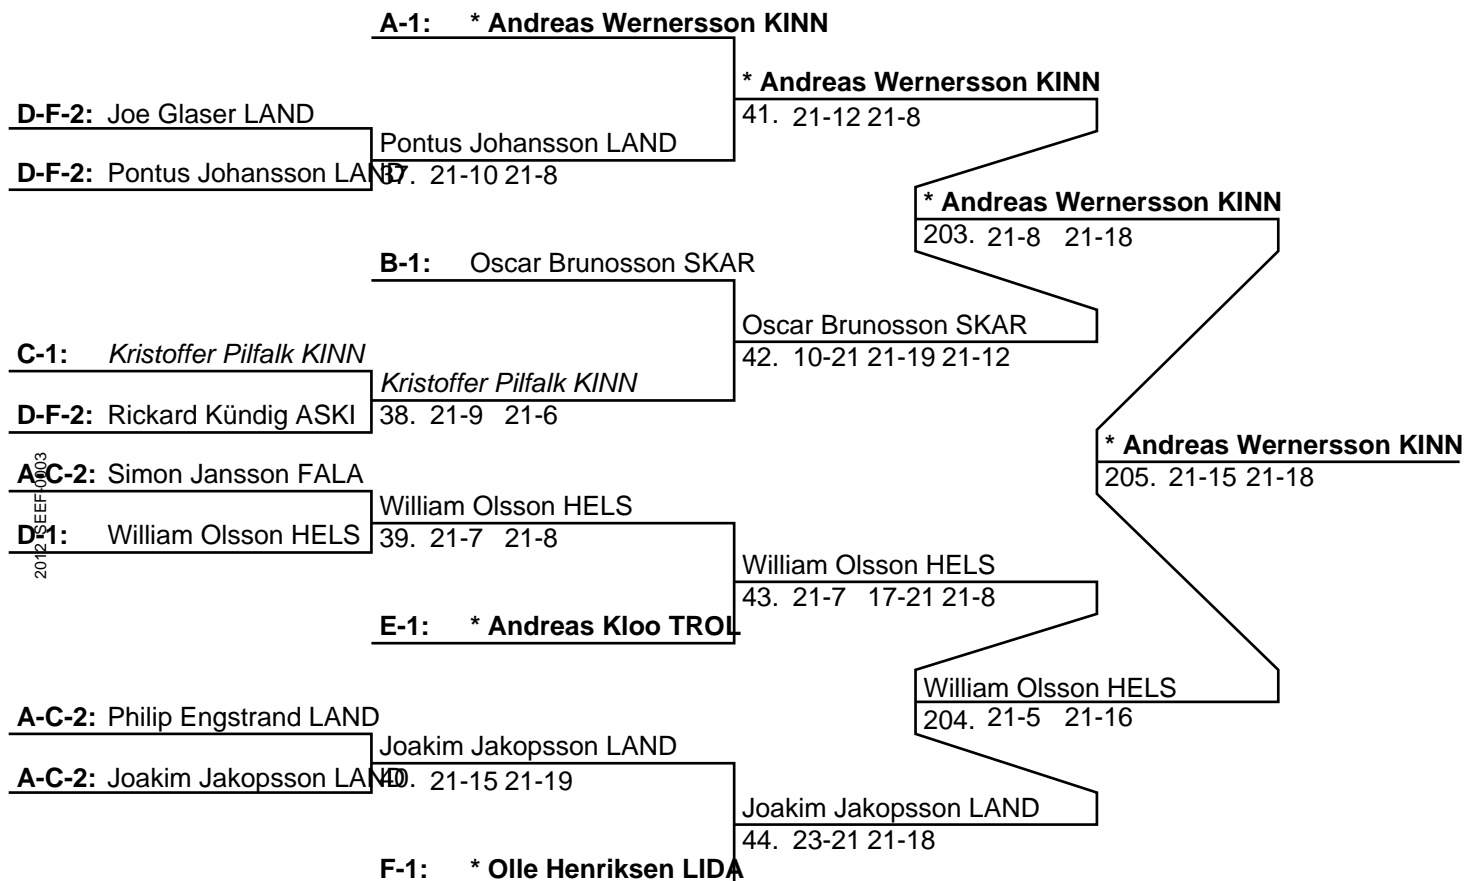 A-1: * Andreas Wernersson KINN
* Andreas Wernersson KINN
D-F-2: Joe Glaser LAND
41. 21-12 21-8
Pontus Johansson LAND
D-F-2: Pontus Johansson LAND
37. 21-10 21-8
* Andreas Wernersson KINN
203. 21-8 21-18
B-1: Oscar Brunosson SKAR
Oscar Brunosson SKAR
C-1: Kristoffer Pilfalk KINN
42. 10-21 21-19 21-12
Kristoffer Pilfalk KINN
D-F-2: Rickard Kündig ASKI
38. 21-9 21-6
* Andreas Wernersson KINN
A-C-2: Simon Jansson FALA
205. 21-15 21-18
William Olsson HELS
D-1: William Olsson HELS
39. 21-7 21-8
2012 SEEF-0003
William Olsson HELS
43. 21-7 17-21 21-8
E-1: * Andreas Kloo TROL
William Olsson HELS
A-C-2: Philip Engstrand LAND
204. 21-5 21-16
Joakim Jakopsson LAND
A-C-2: Joakim Jakopsson LAND
40. 21-15 21-19
Joakim Jakopsson LAND
44. 23-21 21-18
F-1: * Olle Henriksen LIDA